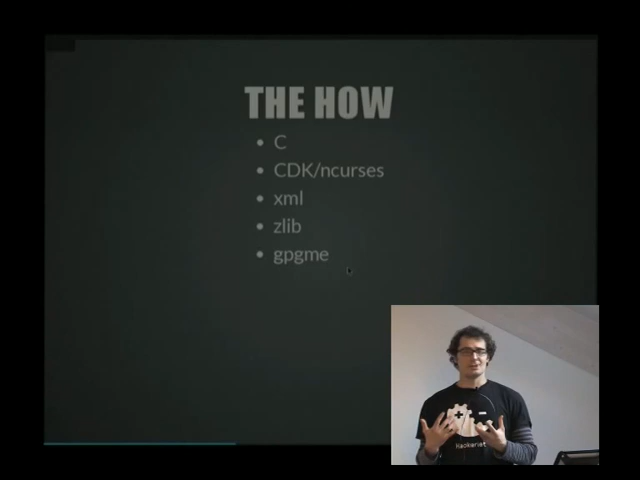 THE HOW
C
CDK/ncurses
xml
zlib
gpgme